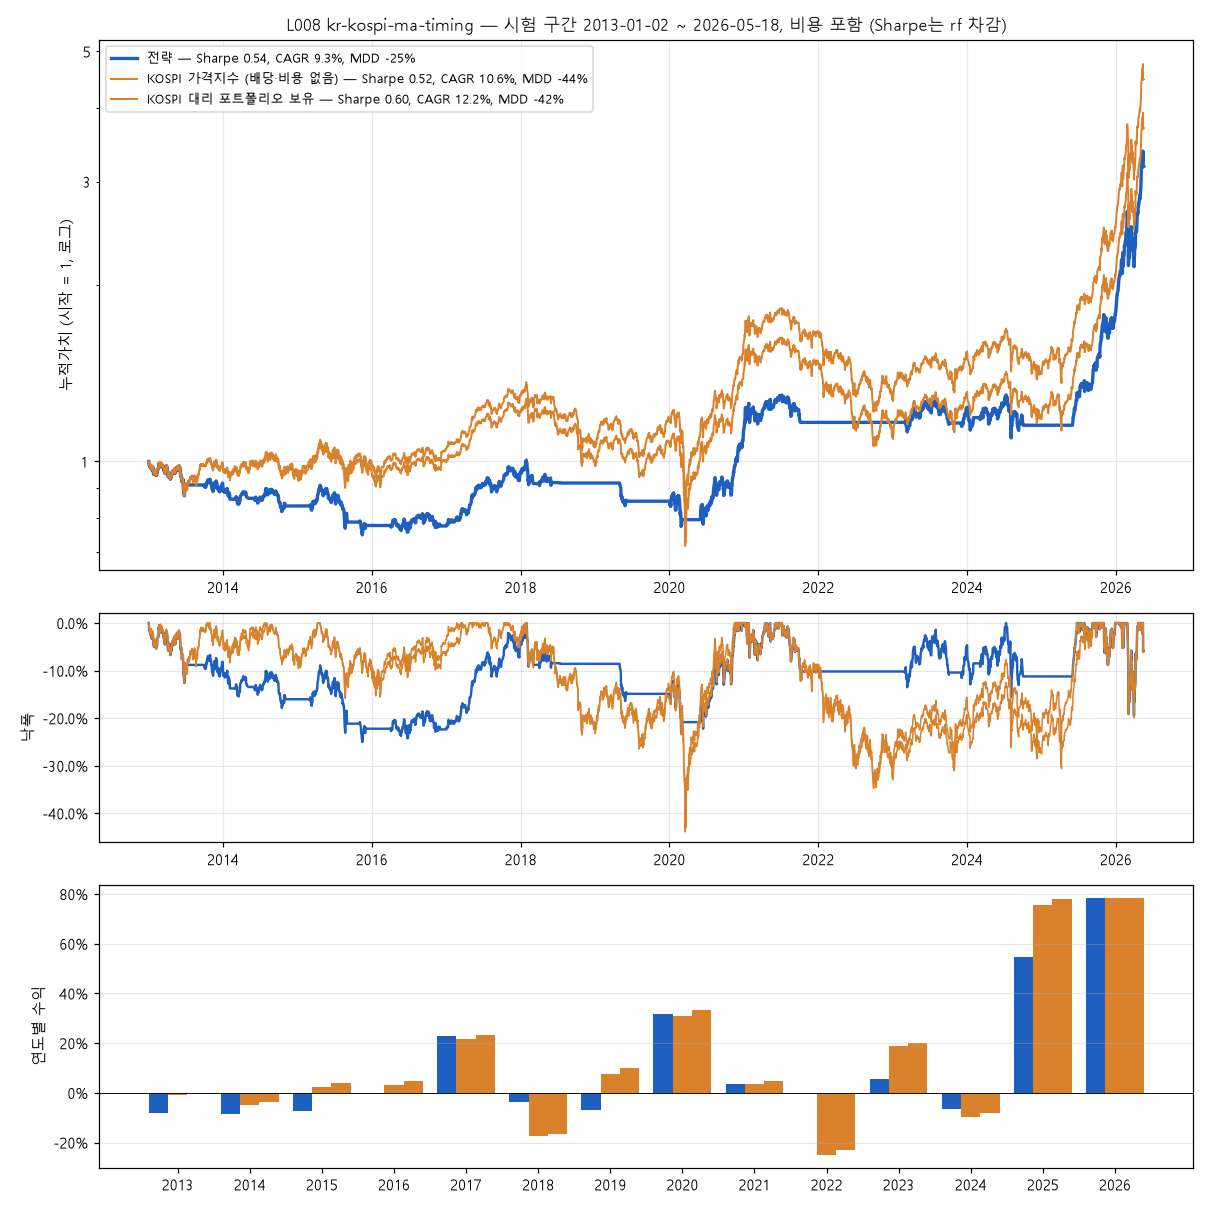 L008 kr-kospi-ma-timing — 시험 구간 2013-01-02 ~ 2026-05-18, 비용 포함 (Sharpe는 rf 차감)
전략 — Sharpe 0.54, CAGR 9.3%, MDD -25%
KOSPI 가격지수 (배당·비용 없음) — Sharpe 0.52, CAGR 10.6%, MDD -44%
KOSPI 대리 포트폴리오 보유 — Sharpe 0.60, CAGR 12.2%, MDD -42%
누적가치 (시작 = 1, 로그)
5
3
1
2014 2016 2018 2020 2022 2024 2026
낙폭
0.0%
-10.0%
-20.0%
-30.0%
-40.0%
2014 2016 2018 2020 2022 2024 2026
연도별 수익
80%
60%
40%
20%
0%
-20%
2013 2014 2015 2016 2017 2018 2019 2020 2021 2022 2023 2024 2025 2026